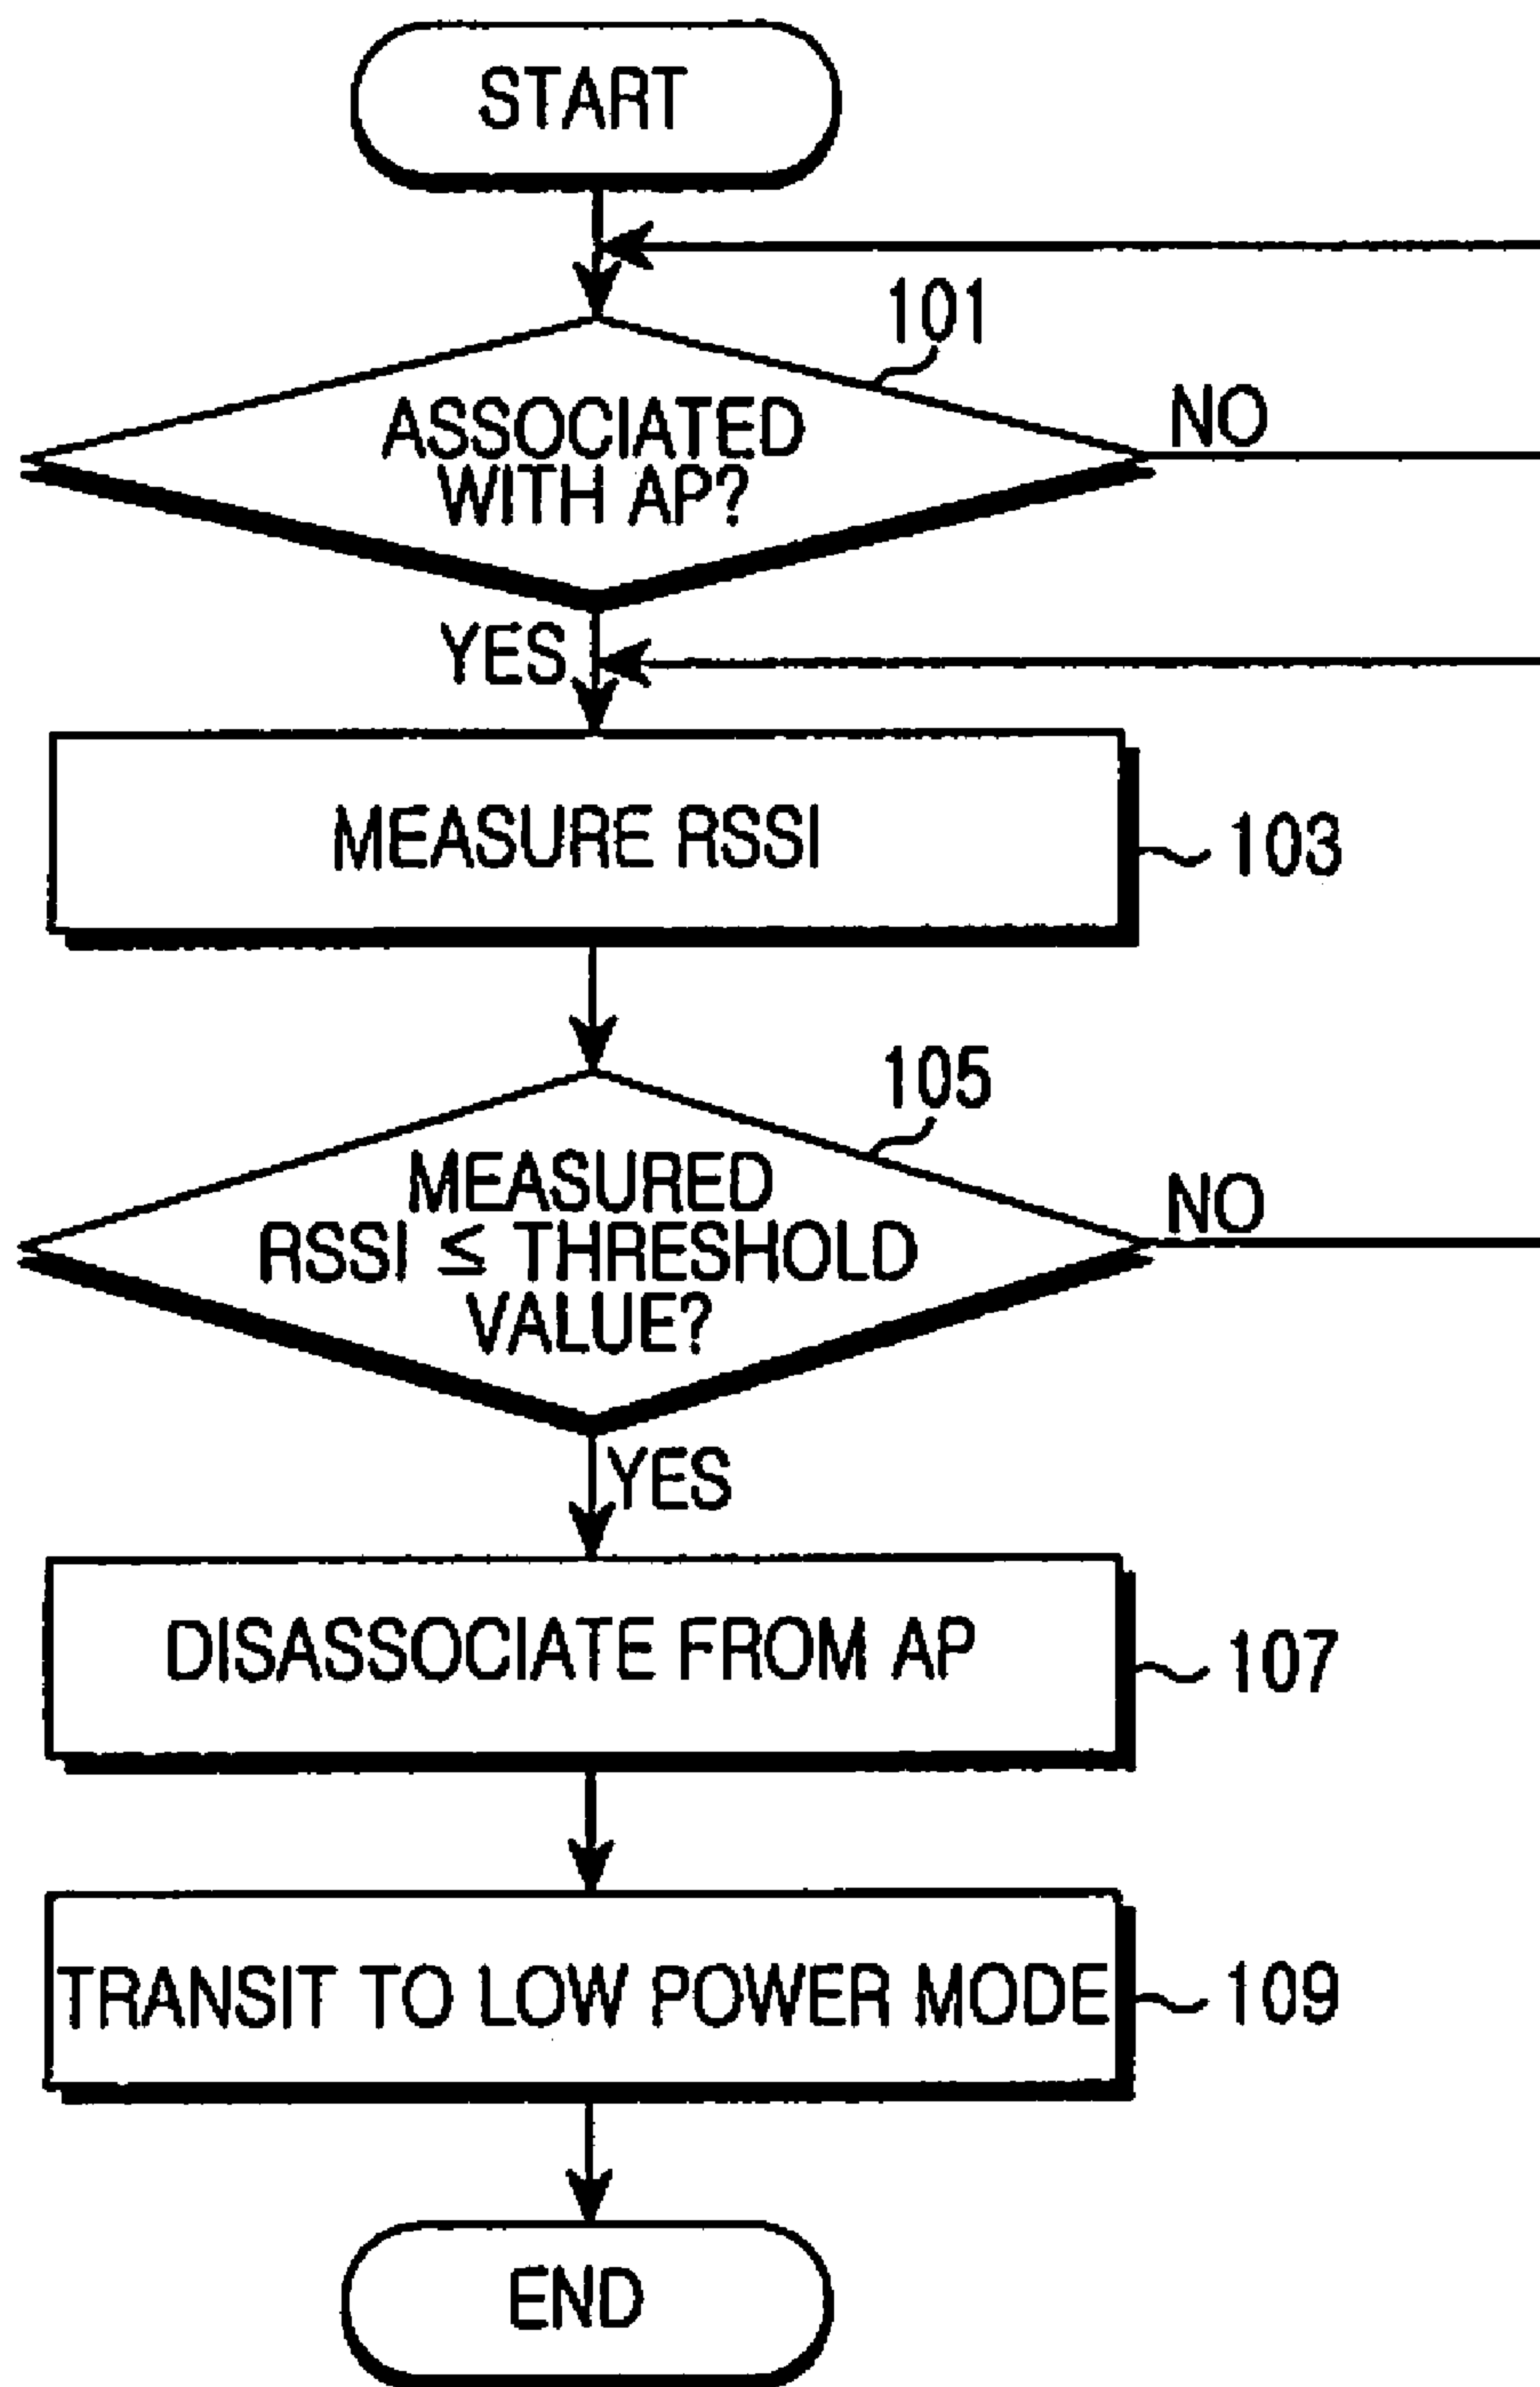 START
101
ASSOCIATED
WITH AP?
NO
YES
MEASURE RSSI
103
105
MEASURED
RSSI ≤ THRESHOLD
VALUE?
NO
YES
DISASSOCIATE FROM AP
107
TRANSIT TO LOW POWER MODE
109
END